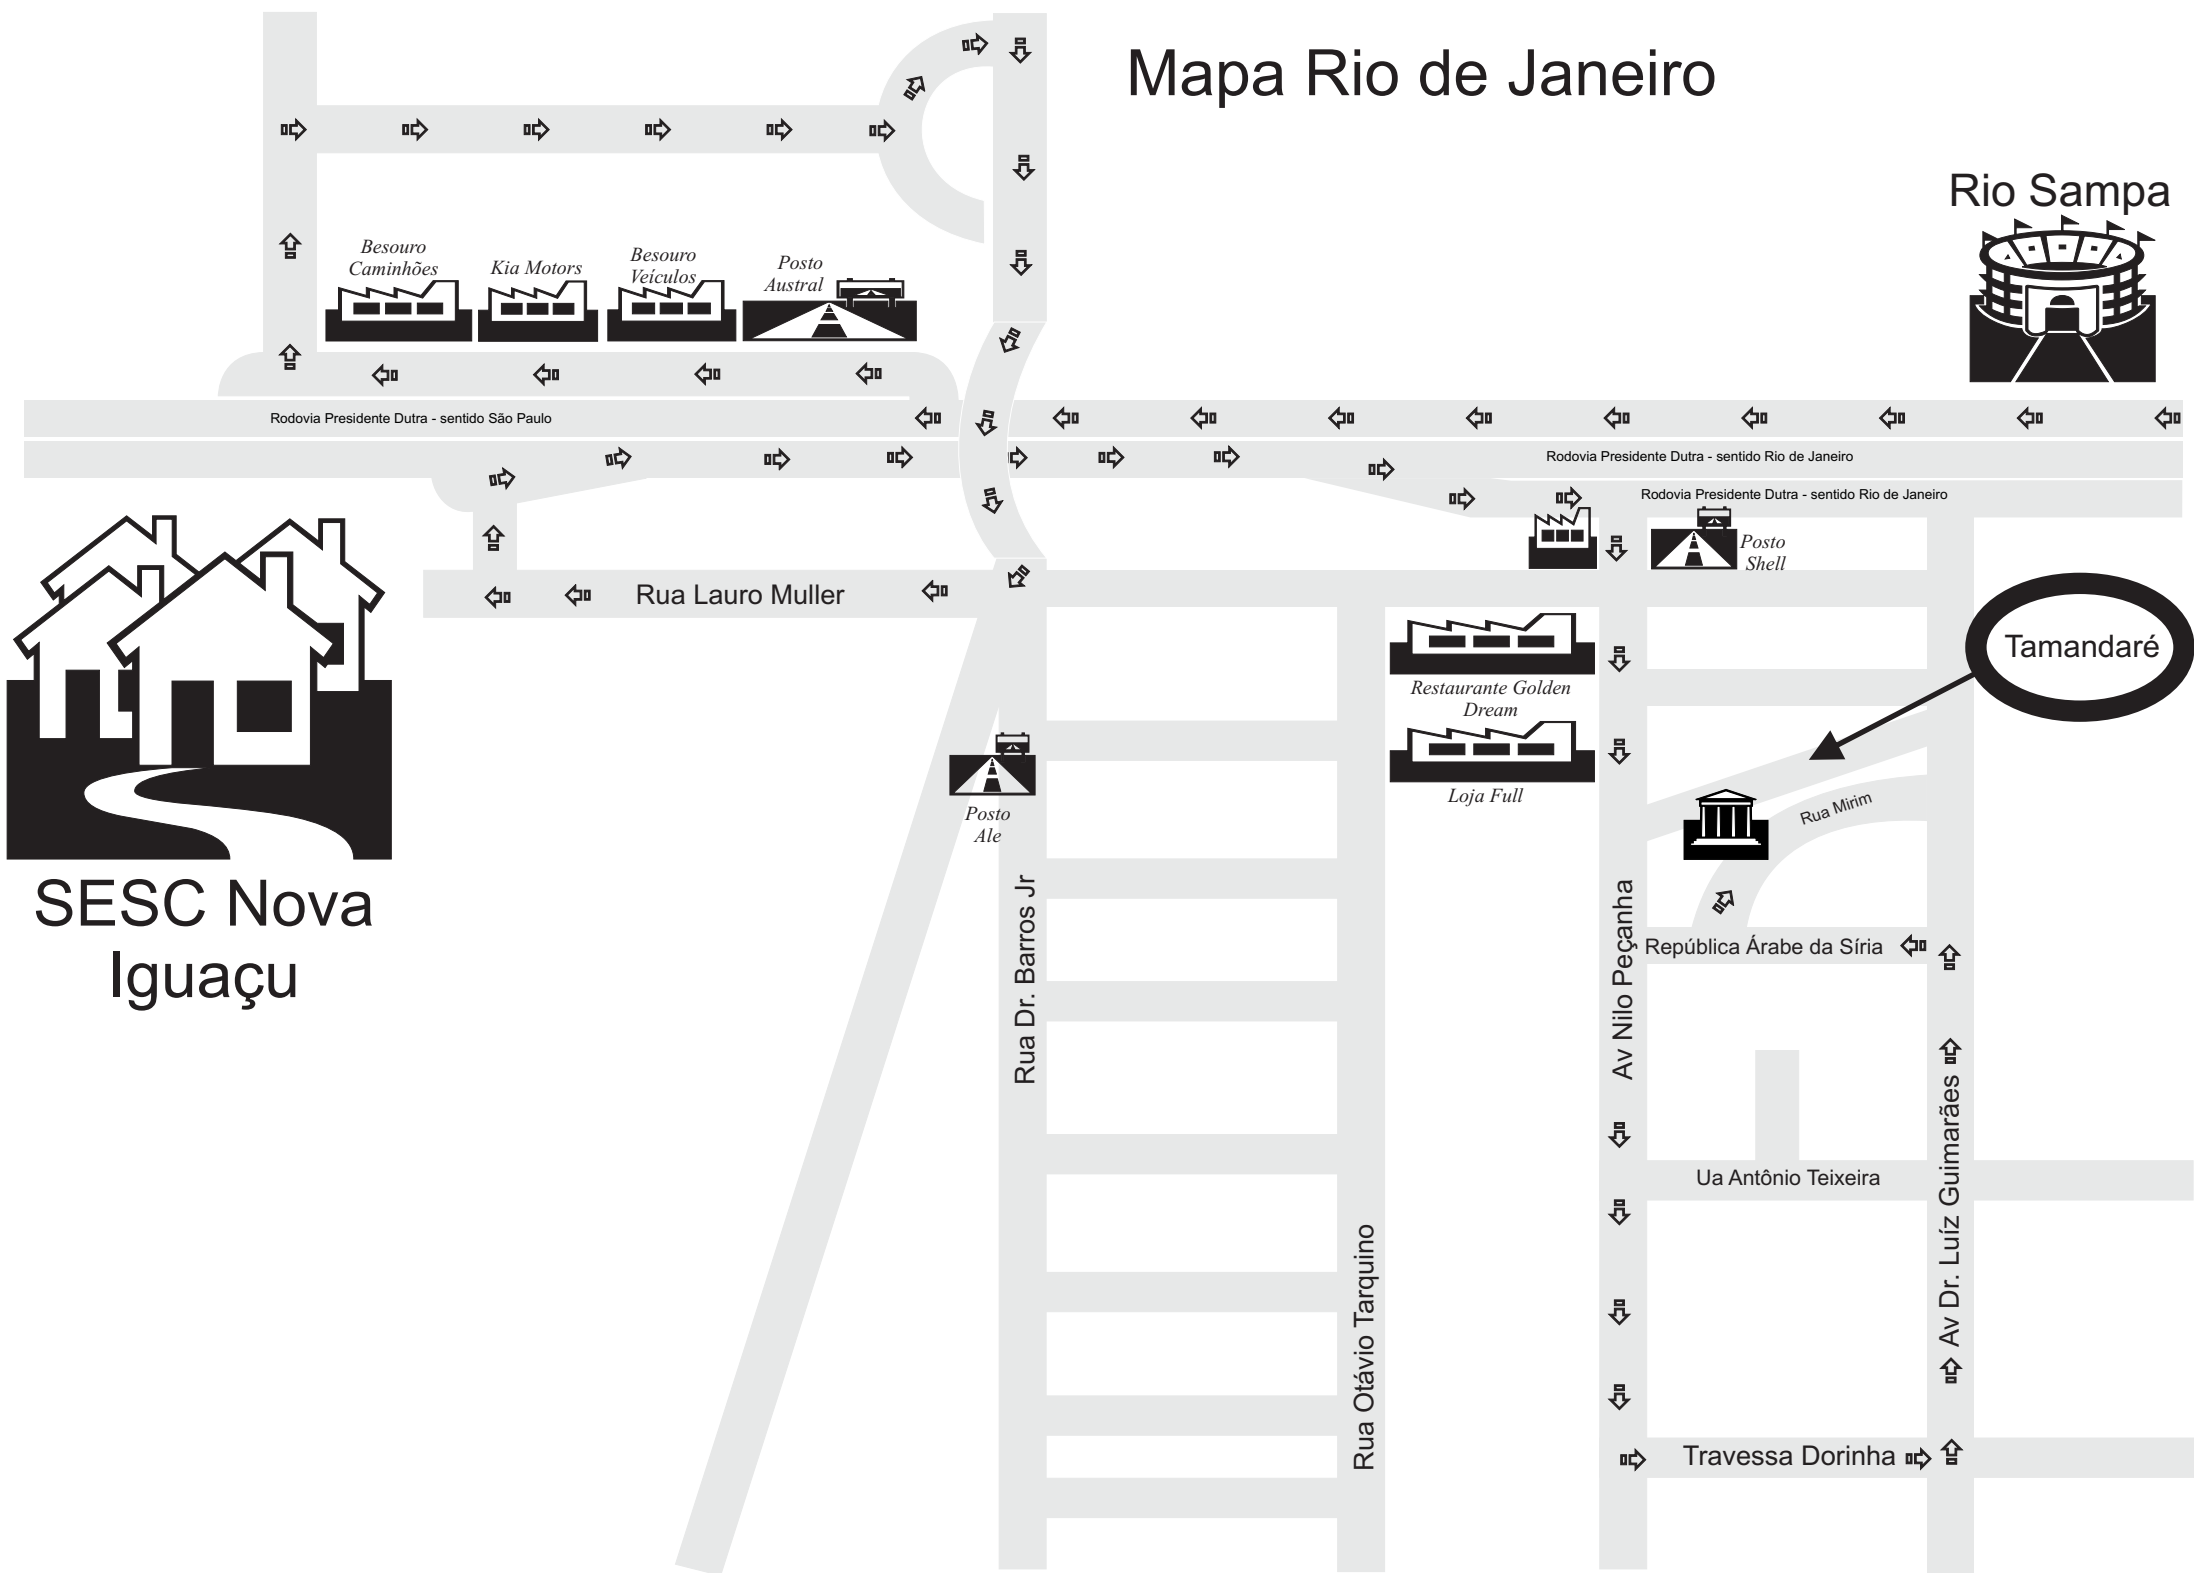 Mapa Rio de Janeiro
Rio Sampa
Besouro
Caminhões
Kia Motors
Besouro
Veículos
Posto
Austral
Rodovia Presidente Dutra - sentido São Paulo
Rodovia Presidente Dutra - sentido Rio de Janeiro
Rodovia Presidente Dutra - sentido Rio de Janeiro
Posto
Shell
Rua Lauro Muller
Tamandaré
Restaurante Golden
Dream
Loja Full
Posto
Ale
Rua Mirim
SESC Nova
Iguaçu
Rua Dr. Barros Jr
Av Nilo Peçanha
República Árabe da Síria
Ua Antônio Teixeira
Av Dr. Luíz Guimarães
Rua Otávio Tarquino
Travessa Dorinha